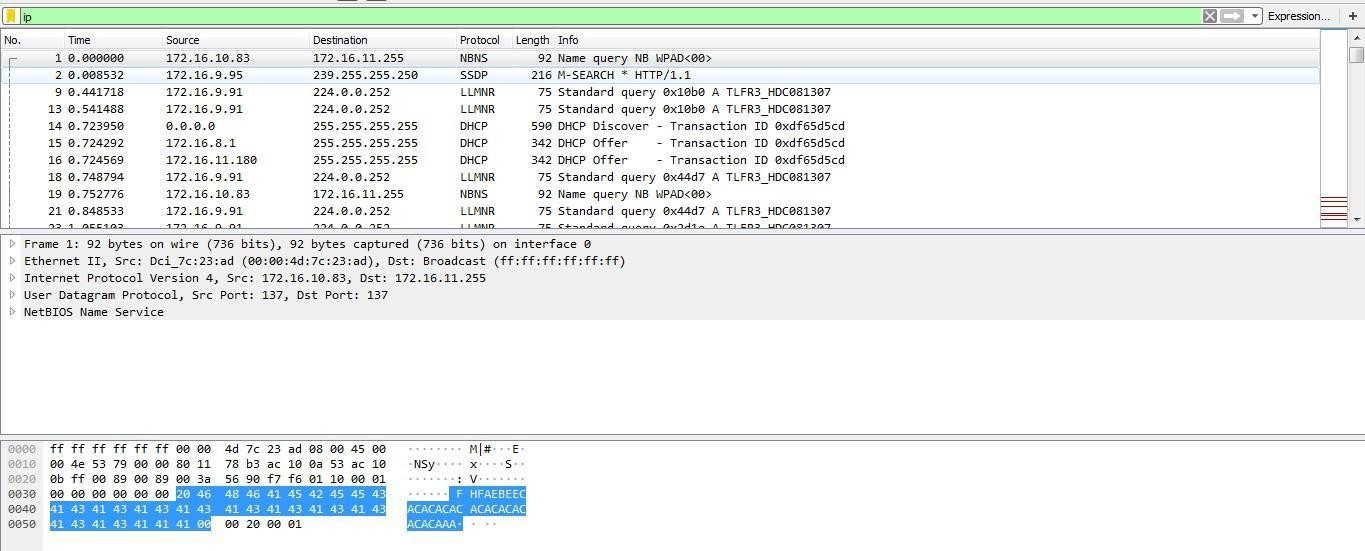 ip Expression... +
No. Time Source Destination Protocol Length Info
1 0.000000 172.16.10.83 172.16.11.255 NBNS 92 Name query NB WPAD<00>
2 0.008532 172.16.9.95 239.255.255.250 SSDP 216 M-SEARCH * HTTP/1.1
9 0.441718 172.16.9.91 224.0.0.252 LLMNR 75 Standard query 0x10b0 A TLFR3_HDC081307
13 0.541488 172.16.9.91 224.0.0.252 LLMNR 75 Standard query 0x10b0 A TLFR3_HDC081307
14 0.723950 0.0.0.0 255.255.255.255 DHCP 590 DHCP Discover - Transaction ID 0xdf65d5cd
15 0.724292 172.16.8.1 255.255.255.255 DHCP 342 DHCP Offer - Transaction ID 0xdf65d5cd
16 0.724569 172.16.11.180 255.255.255.255 DHCP 342 DHCP Offer - Transaction ID 0xdf65d5cd
18 0.748794 172.16.9.91 224.0.0.252 LLMNR 75 Standard query 0x44d7 A TLFR3_HDC081307
19 0.752776 172.16.10.83 172.16.11.255 NBNS 92 Name query NB WPAD<00>
21 0.848533 172.16.9.91 224.0.0.252 LLMNR 75 Standard query 0x44d7 A TLFR3_HDC081307
23 1.055103 172.16.9.91 224.0.0.252 LLMNR 75 Standard query 0x2d1e A TLFR3_HDC081307
Frame 1: 92 bytes on wire (736 bits), 92 bytes captured (736 bits) on interface 0
Ethernet II, Src: Dci_7c:23:ad (00:00:4d:7c:23:ad), Dst: Broadcast (ff:ff:ff:ff:ff:ff)
Internet Protocol Version 4, Src: 172.16.10.83, Dst: 172.16.11.255
User Datagram Protocol, Src Port: 137, Dst Port: 137
NetBIOS Name Service
0000 ff ff ff ff ff ff 00 00 4d 7c 23 ad 08 00 45 00 ········ M|#···E·
0010 00 4e 53 79 00 00 80 11 78 b3 ac 10 0a 53 ac 10 ·NSy···· x····S··
0020 0b ff 00 89 00 89 00 3a 56 90 f7 f6 01 10 00 01 ·······: V·······
0030 00 00 00 00 00 00 20 46 48 46 41 45 42 45 45 43 ······ F HFAEBEEC
0040 41 43 41 43 41 43 41 43 41 43 41 43 41 43 41 43 ACACACAC ACACACAC
0050 41 43 41 43 41 41 41 00 00 20 00 01 ACACAAA· · ··